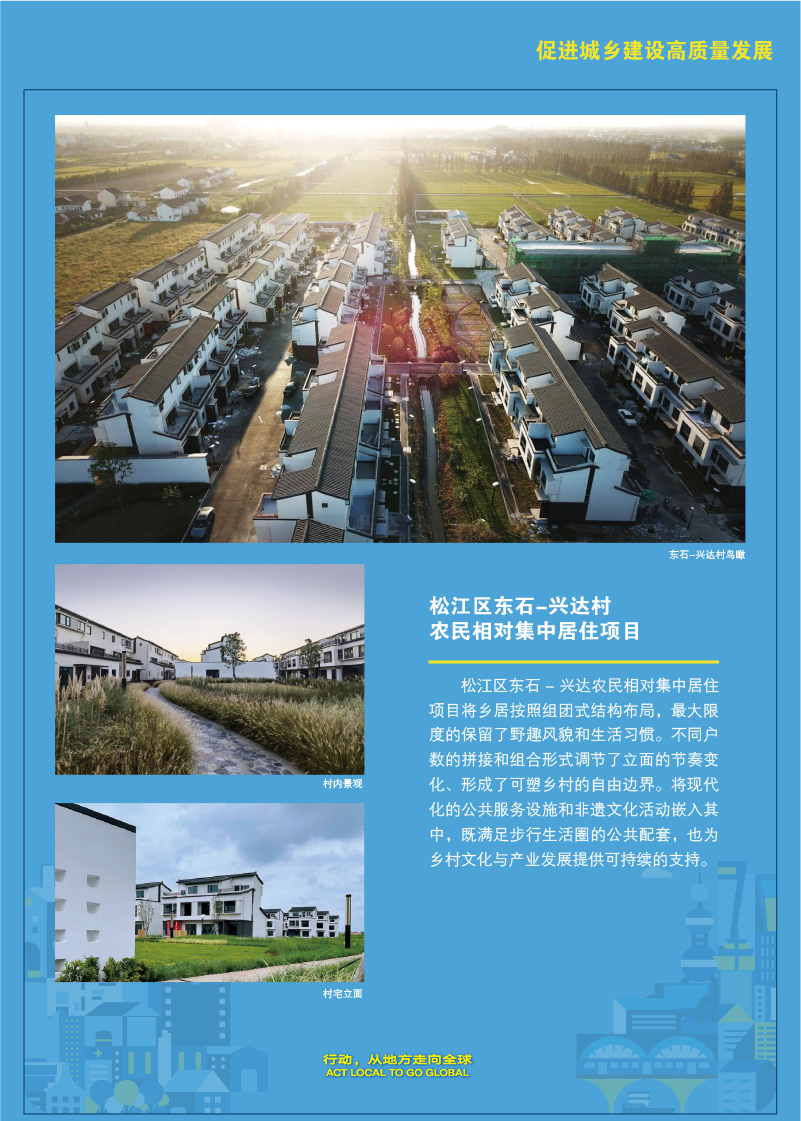 促进城乡建设高质量发展
东石-兴达村鸟瞰
松江区东石-兴达村
农民相对集中居住项目
松江区东石 - 兴达农民相对集中居住
项目将乡居按照组团式结构布局，最大限
度的保留了野趣风貌和生活习惯。不同户
数的拼接和组合形式调节了立面的节奏变
化、形成了可塑乡村的自由边界。将现代
化的公共服务设施和非遗文化活动嵌入其
中，既满足步行生活圈的公共配套，也为
乡村文化与产业发展提供可持续的支持。
村内景观
村宅立面
行动，从地方走向全球
ACT LOCAL TO GO GLOBAL